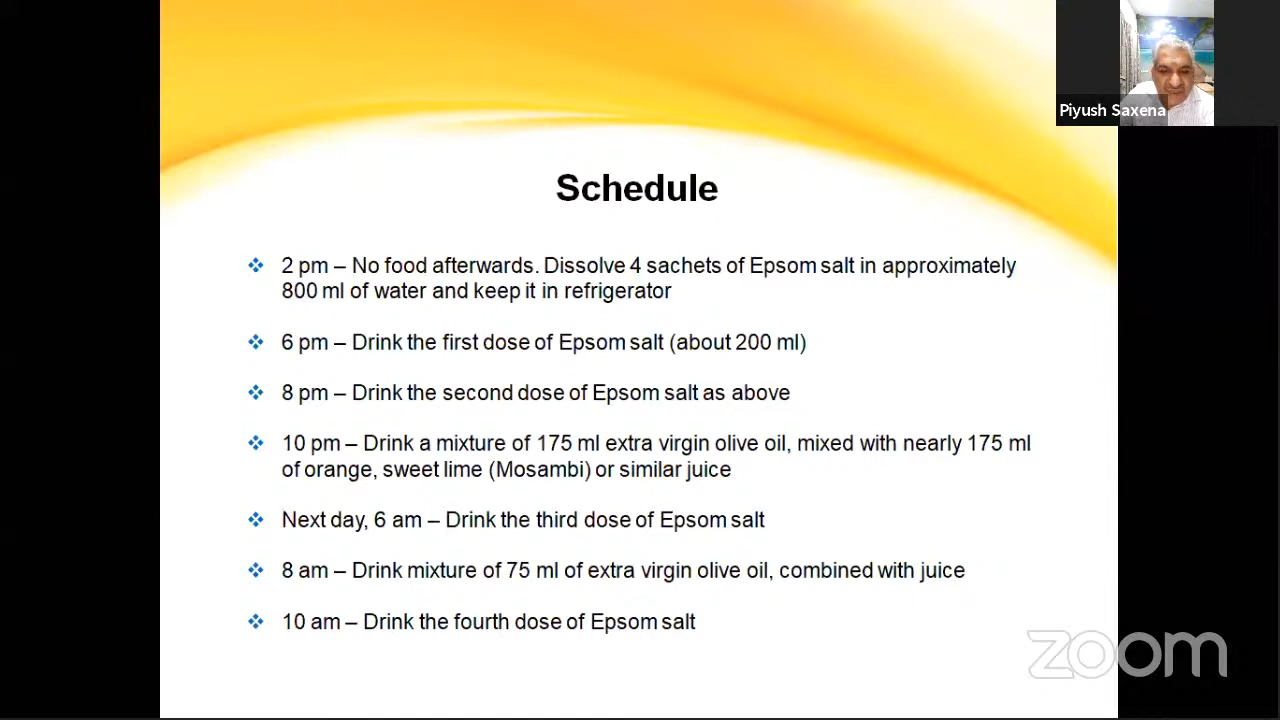 Piyush Saxena
Schedule
2 pm – No food afterwards. Dissolve 4 sachets of Epsom salt in approximately
800 ml of water and keep it in refrigerator
6 pm – Drink the first dose of Epsom salt (about 200 ml)
8 pm – Drink the second dose of Epsom salt as above
10 pm – Drink a mixture of 175 ml extra virgin olive oil, mixed with nearly 175 ml
of orange, sweet lime (Mosambi) or similar juice
Next day, 6 am – Drink the third dose of Epsom salt
8 am – Drink mixture of 75 ml of extra virgin olive oil, combined with juice
10 am – Drink the fourth dose of Epsom salt
zoom